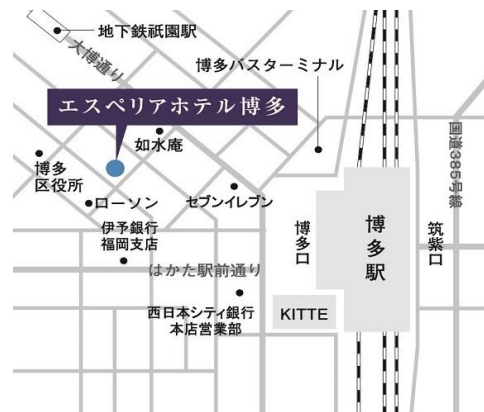 地下鉄祇園駅
大博通り
博多バスターミナル
エスペリアホテル博多
如水庵
国道385号線
博多
区役所
ローソン
セブンイレブン
伊予銀行
福岡支店
博多口
博多駅
筑紫口
はかた駅前通り
西日本シティ銀行
本店営業部
KITTE